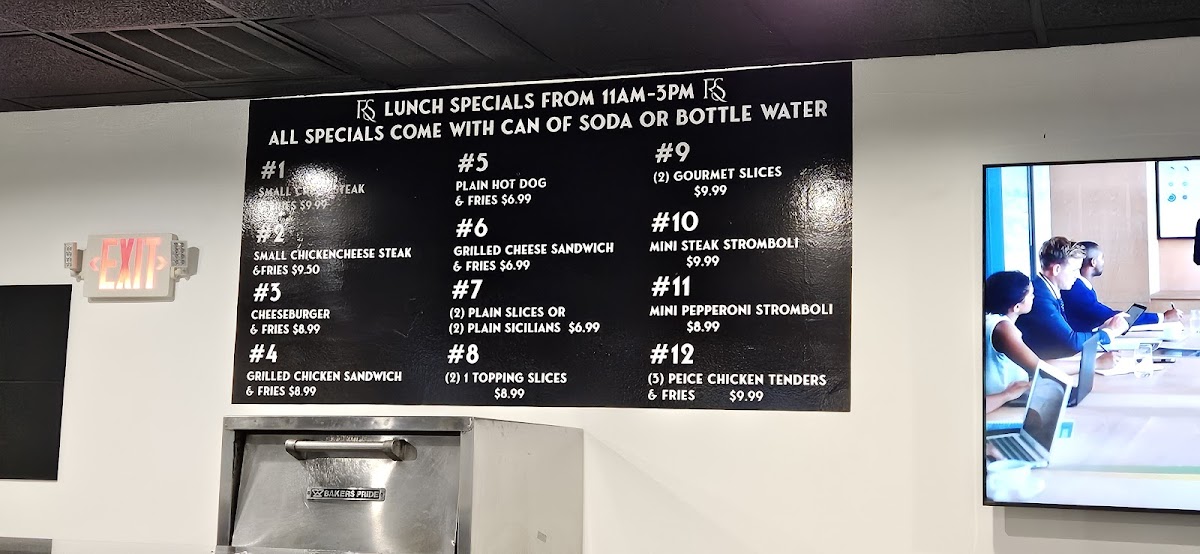 RS LUNCH SPECIALS FROM 11AM-3PM RS
ALL SPECIALS COME WITH CAN OF SODA OR BOTTLE WATER
#1
SMALL STEAK
FRIES $9.99
#2
SMALL CHICKENCHEESE STEAK
&FRIES $9.50
#3
CHEESEBURGER
& FRIES $8.99
#4
GRILLED CHICKEN SANDWICH
& FRIES $8.99
#5
PLAIN HOT DOG
& FRIES $6.99
#6
GRILLED CHEESE SANDWICH
& FRIES $6.99
#7
(2) PLAIN SLICES OR
(2) PLAIN SICILIANS $6.99
#8
(2) 1 TOPPING SLICES
$8.99
#9
(2) GOURMET SLICES
$9.99
#10
MINI STEAK STROMBOLI
$9.99
#11
MINI PEPPERONI STROMBOLI
$8.99
#12
(3) PEICE CHICKEN TENDERS
& FRIES $9.99
EXIT
BAKERS PRIDE